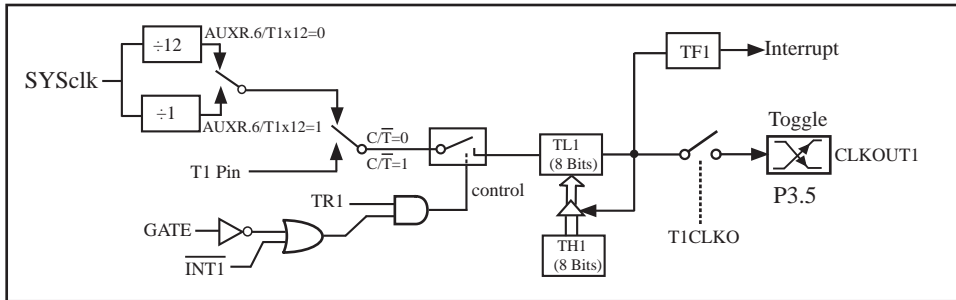 AUXR.6/T1x12=0
÷12
SYSclk
÷1
AUXR.6/T1x12=1
T1 Pin
C/T̅=0
C/T̅=1
TR1
control
GATE
I̅N̅T̅1̅
TL1
(8 Bits)
TH1
(8 Bits)
TF1
Interrupt
Toggle
CLKOUT1
P3.5
T1CLKO